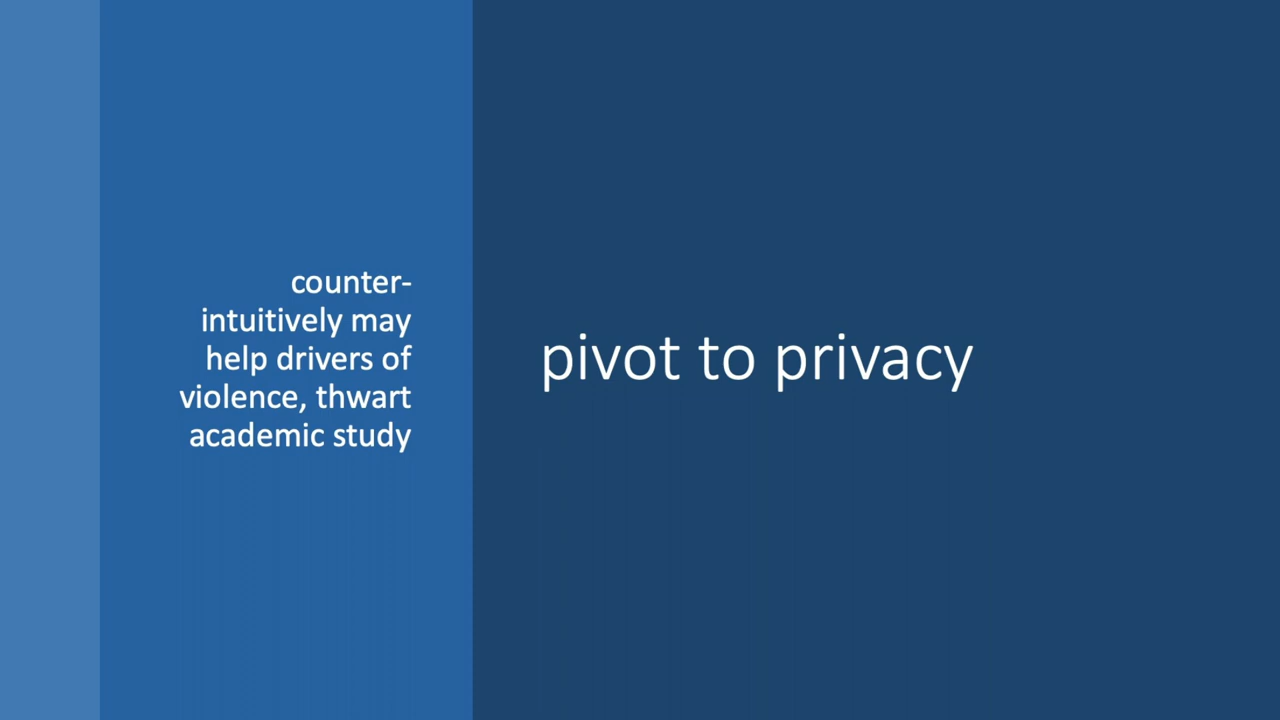 counter-
intuitively may
help drivers of
violence, thwart
academic study
pivot to privacy